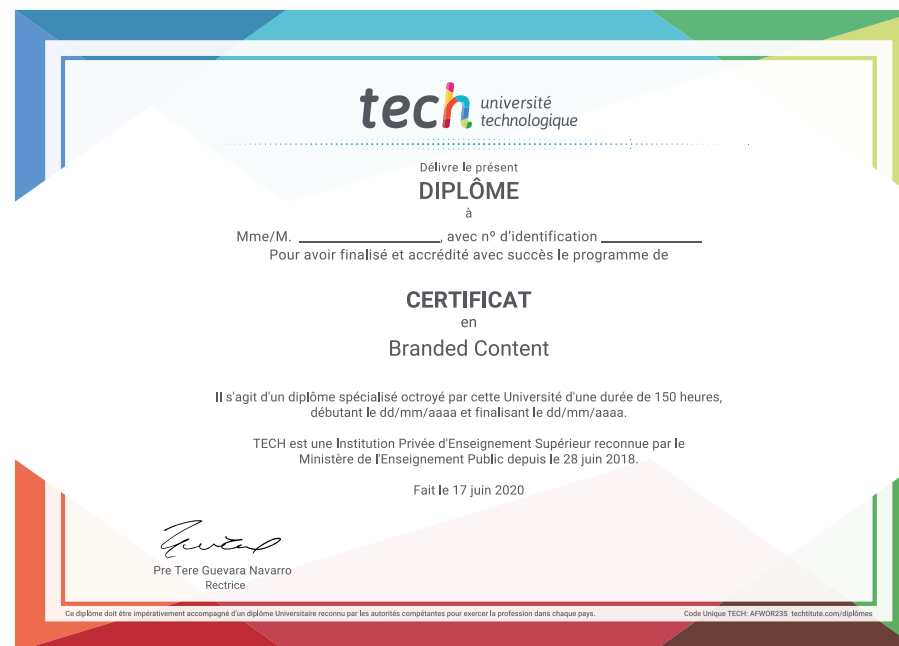 tech université
technologique
Délivre le présent
DIPLÔME
à
Mme/M. ____________________, avec nº d'identification _______________
Pour avoir finalisé et accrédité avec succès le programme de
CERTIFICAT
en
Branded Content
Il s'agit d'un diplôme spécialisé octroyé par cette Université d'une durée de 150 heures,
débutant le dd/mm/aaaa et finalisant le dd/mm/aaaa.
TECH est une Institution Privée d'Enseignement Supérieur reconnue par le
Ministère de l'Enseignement Public depuis le 28 juin 2018.
Fait le 17 juin 2020
Pre Tere Guevara Navarro
Rectrice
Ce diplôme doit être impérativement accompagné d'un diplôme Universitaire reconnu par les autorités compétantes pour exercer la profession dans chaque pays.
Code Unique TECH: AFWOR23S techtitute.com/diplômes